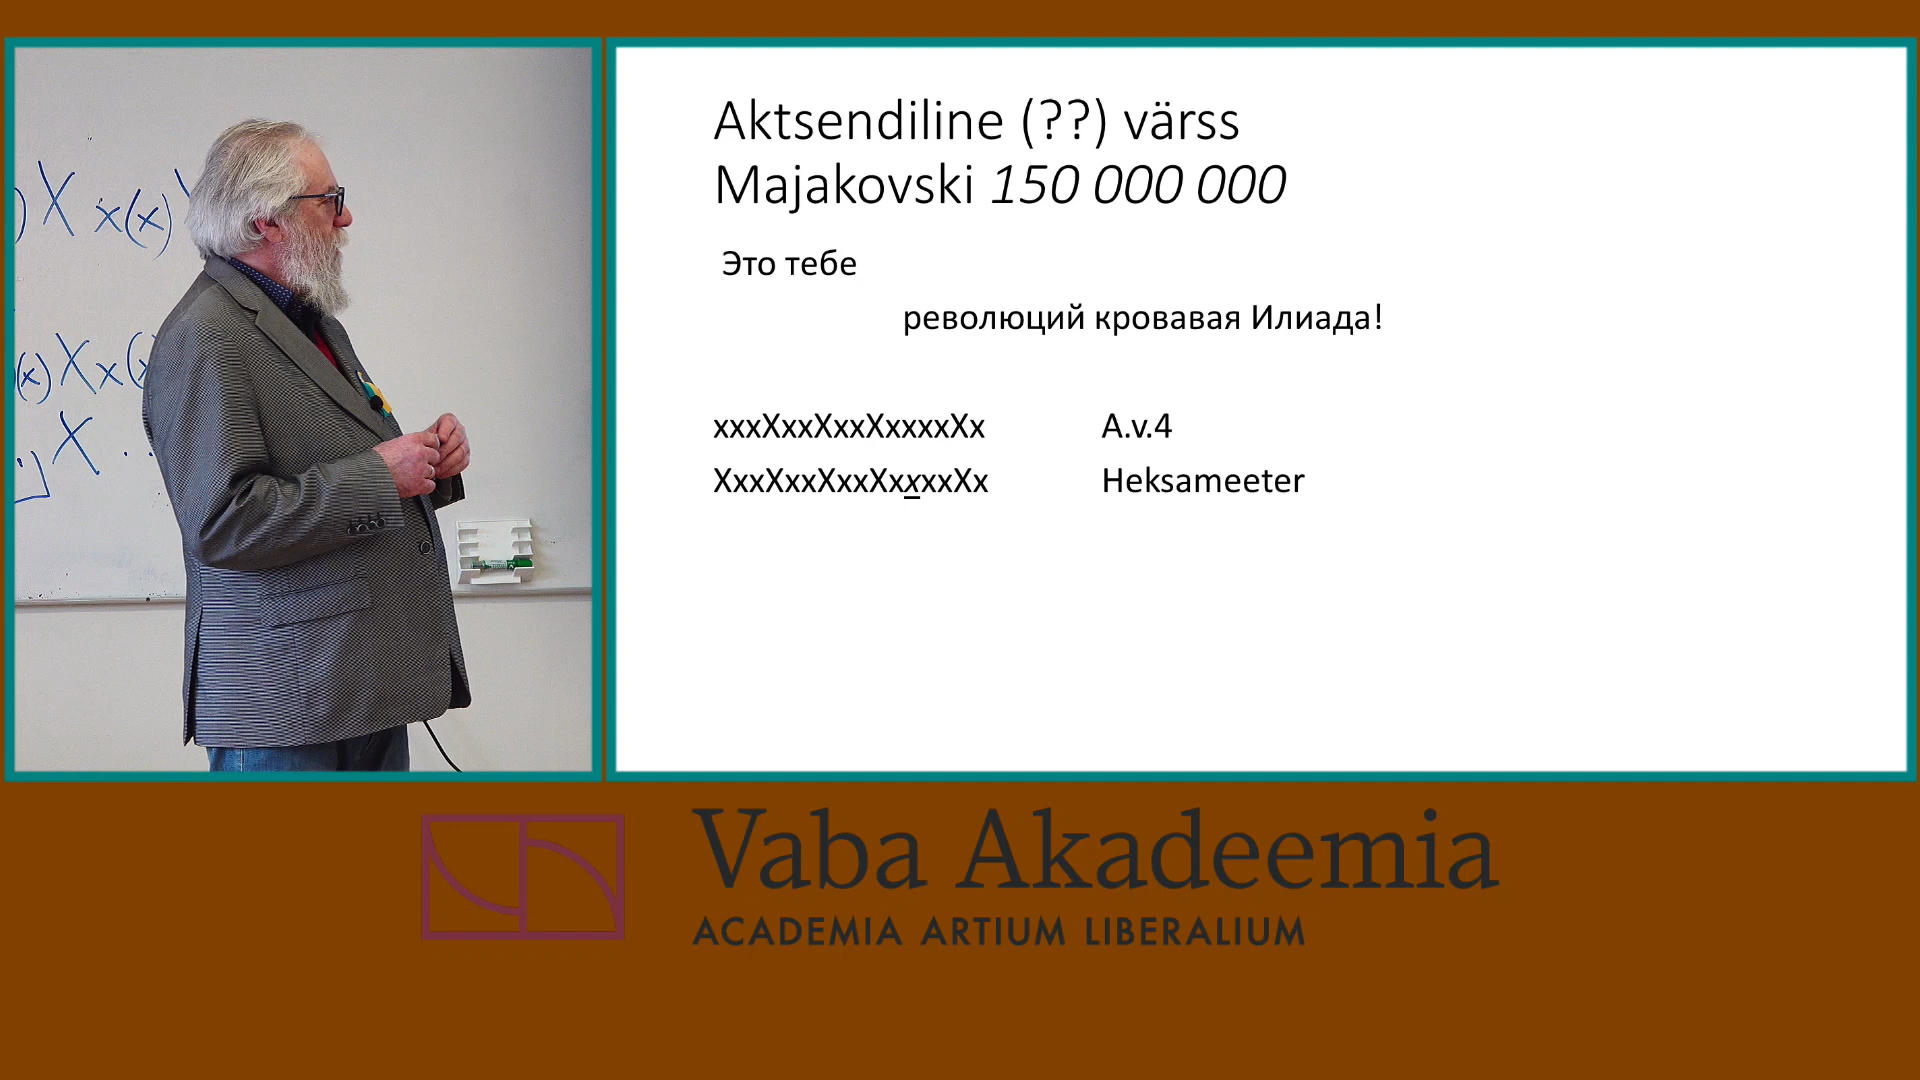 )X x(x)
Aktsendiline (??) värss
Majakovski 150 000 000
Это тебе
революций кровавая Илиада!
(x)Xx(x
X . .
xxxXxxXxxXxxxxXx A.v.4
XxxXxxXxxXxxxxXx Heksameeter
Vaba Akadeemia
ACADEMIA ARTIUM LIBERALIUM